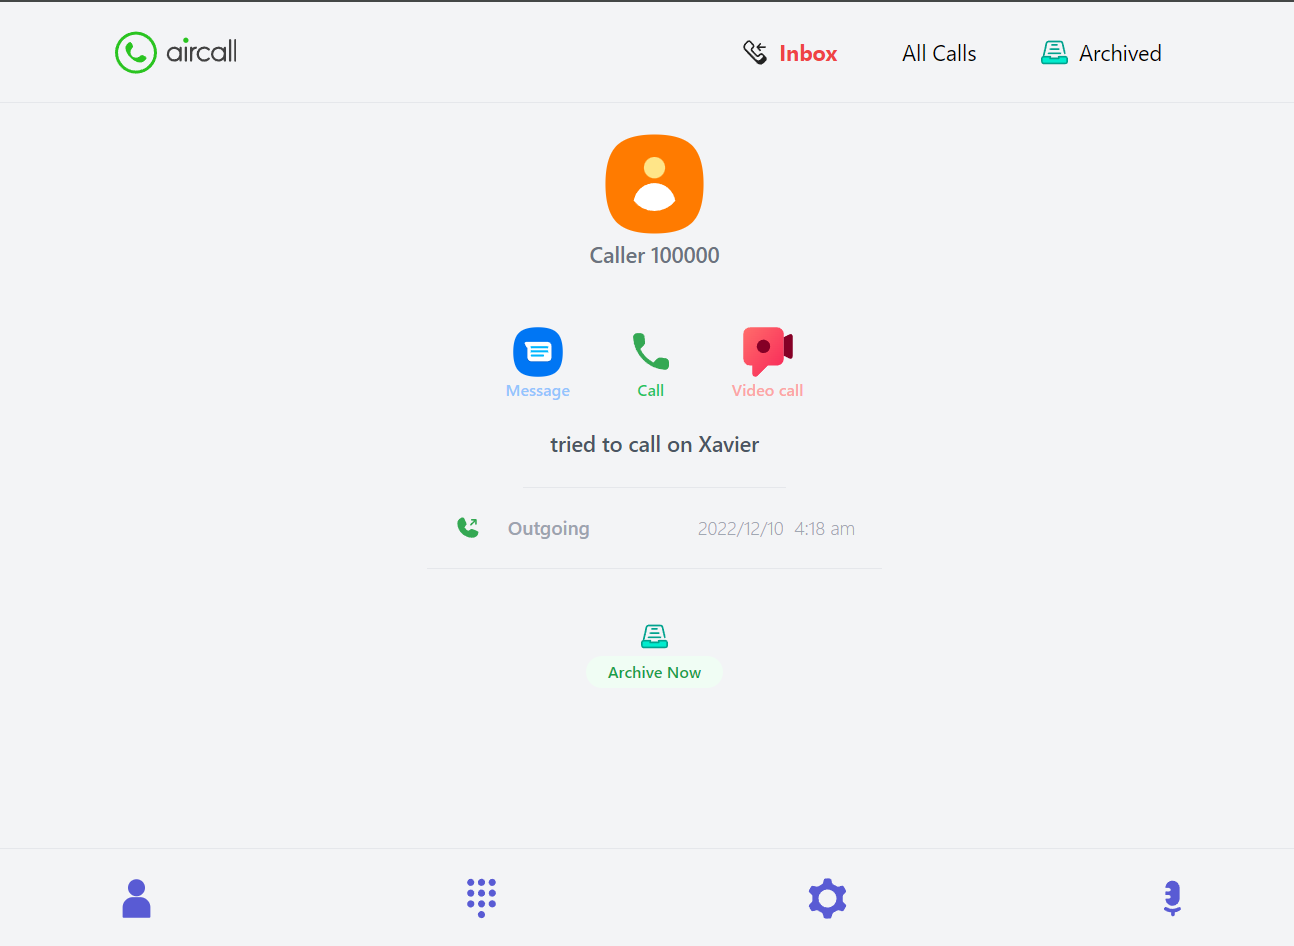 aircall
Inbox
All Calls
Archived
Caller 100000
Message
Call
Video call
tried to call on Xavier
Outgoing
2022/12/10 4:18 am
Archive Now